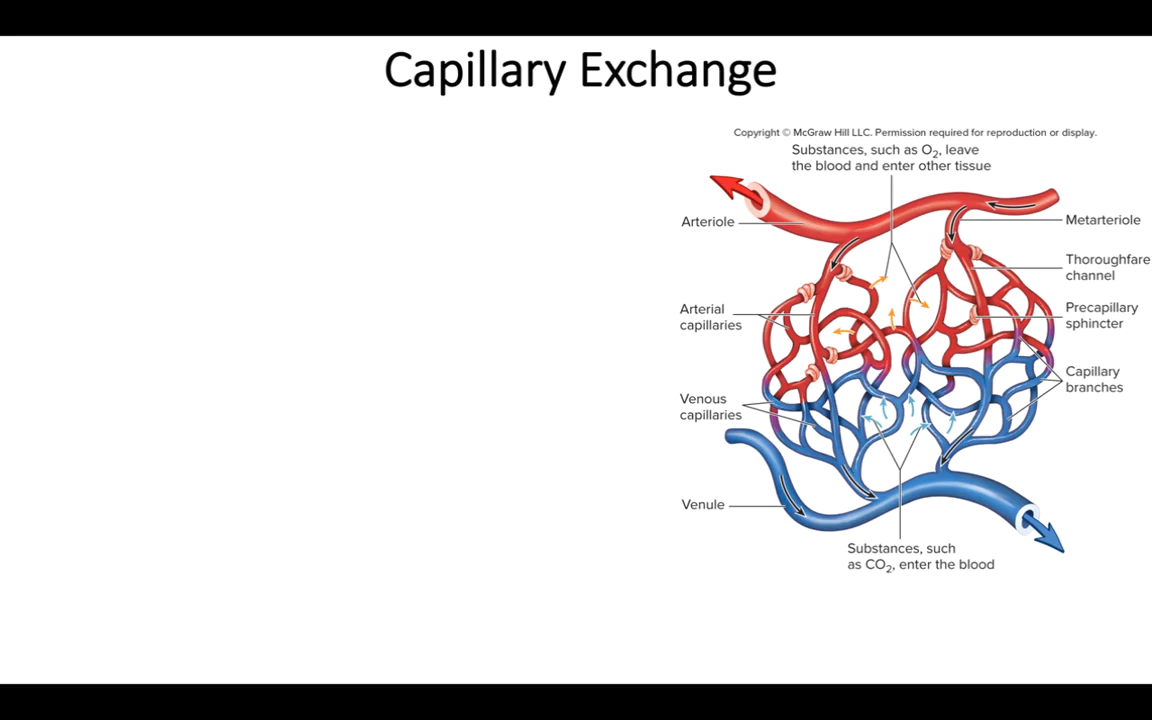 Capillary Exchange
Copyright © McGraw Hill LLC. Permission required for reproduction or display.
Substances, such as O₂, leave
the blood and enter other tissue
Arteriole
Metarteriole
Thoroughfare
channel
Arterial
capillaries
Precapillary
sphincter
Capillary
branches
Venous
capillaries
Venule
Substances, such
as CO₂, enter the blood